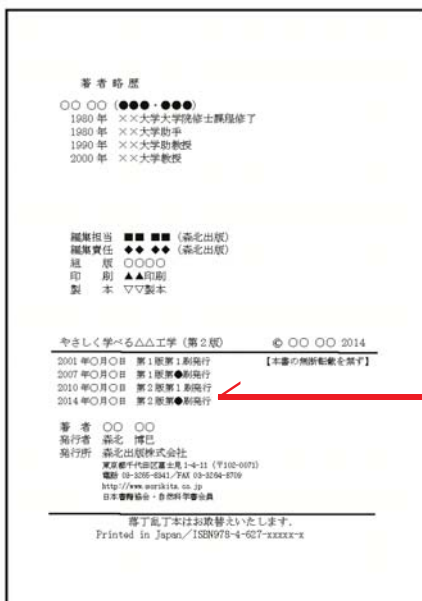 著 者 略 歴
○○ ○○ (●●●・●●●)
1980 年 ××大学大学院修士課程修了
1980 年 ××大学助手
1990 年 ××大学助教授
2000 年 ××大学教授
編集担当 ■■ ■■ (森北出版)
編集責任 ◆◆ ◆◆ (森北出版)
組 版 ○○○○
印 刷 ▲▲印刷
製 本 ▽▽製本
やさしく学べる△△工学 (第2版) © ○○ ○○ 2014
2001 年○月○日 第1版第1刷発行 【本書の無断転載を禁ず】
2007 年○月○日 第1版第●刷発行
2010 年○月○日 第2版第1刷発行
2014 年○月○日 第2版第●刷発行
著 者 ○○ ○○
発行者 森北 博巳
発行所 森北出版株式会社
東京都千代田区富士見 1-4-11 (〒102-0071)
電話 03-3265-8341/FAX 03-3264-8709
http://www.morikita.co.jp
日本書籍協会・自然科学書会員
落丁乱丁本はお取替えいたします.
Printed in Japan/ISBN978-4-627-xxxxx-x